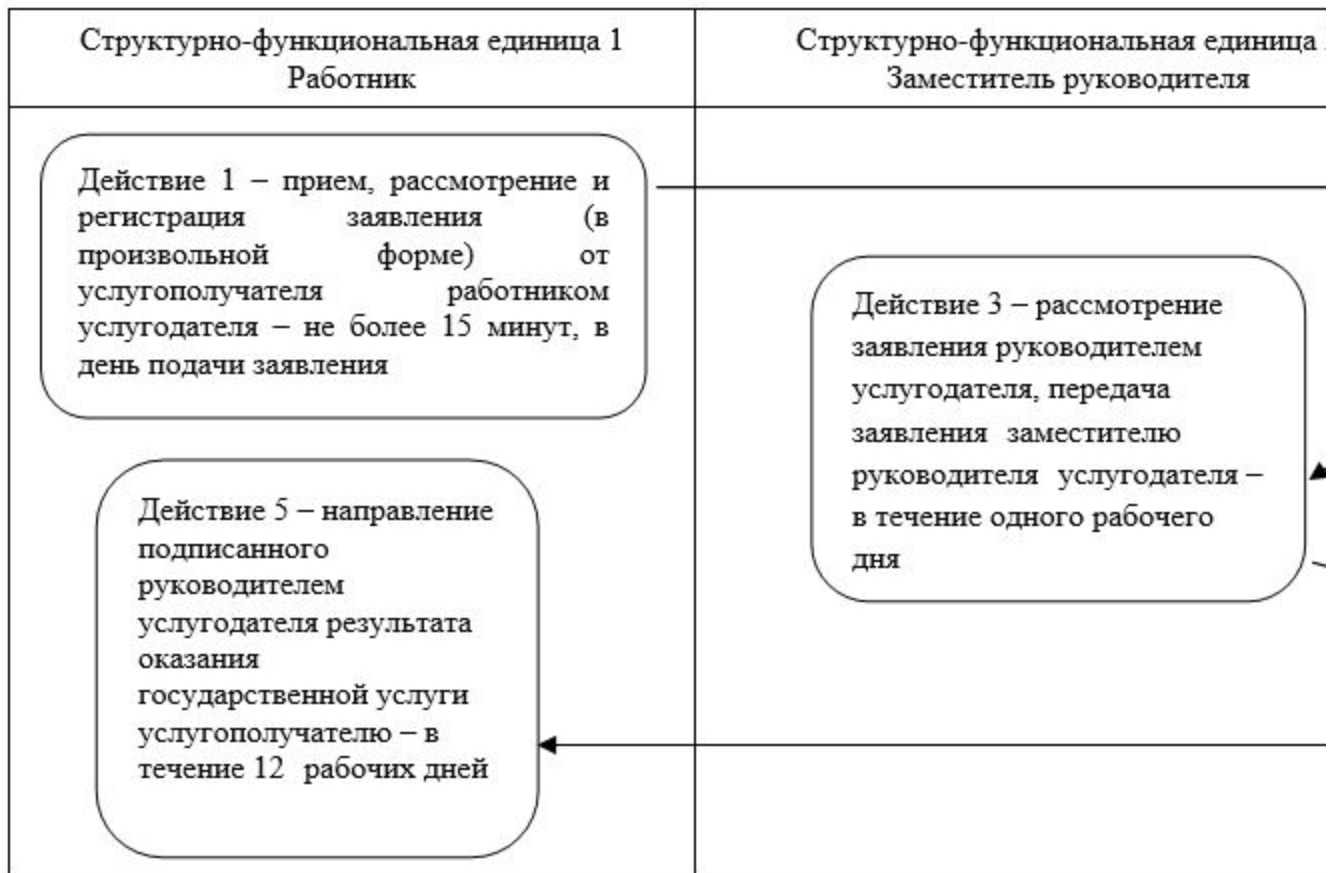 Структурно-функциональная единица 1
Работник
Структурно-функциональная единица
Заместитель руководителя
Действие 1 – прием, рассмотрение и
регистрация заявления (в
произвольной форме) от
услугополучателя работником
услугодателя – не более 15 минут, в
день подачи заявления
Действие 3 – рассмотрение
заявления руководителем
услугодателя, передача
заявления заместителю
руководителя услугодателя –
в течение одного рабочего
дня
Действие 5 – направление
подписанного
руководителем
услугодателя результата
оказания
государственной услуги
услугополучателю – в
течение 12 рабочих дней